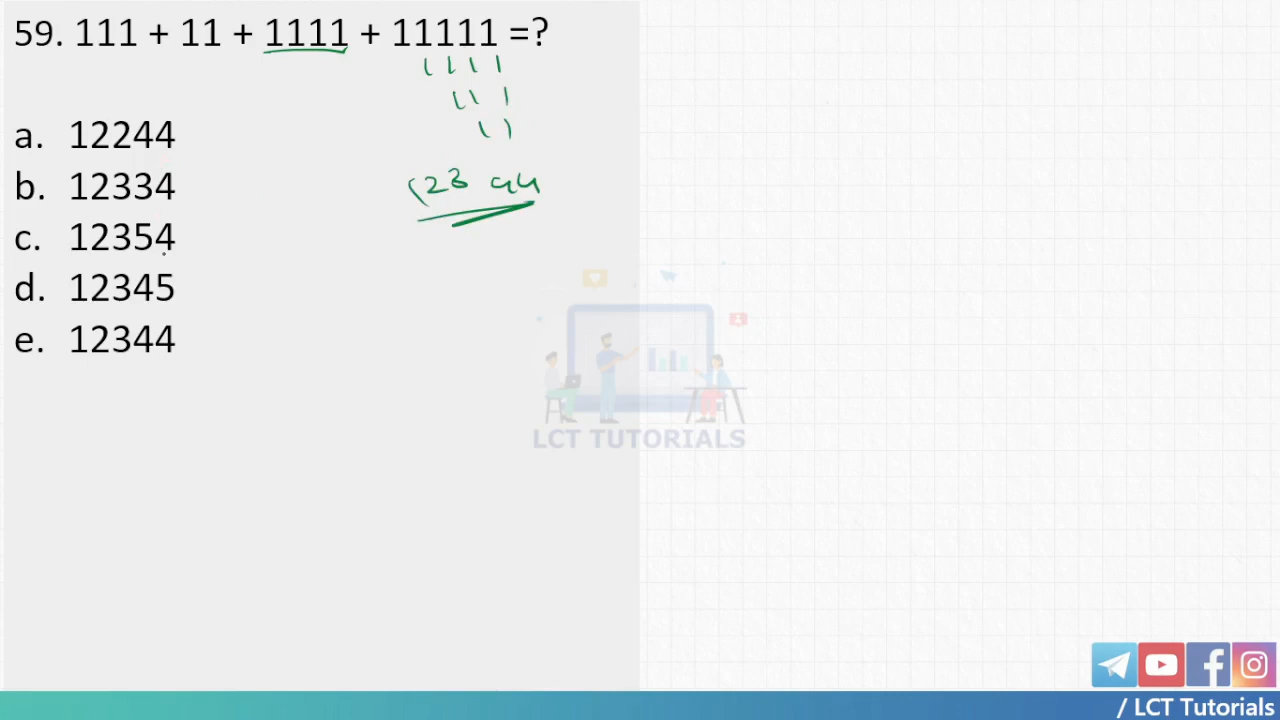 59. 111 + 11 + 1111 + 11111 =?
1111
111
11
a. 12244
12344
b. 12334
c. 12354
d. 12345
e. 12344
LCT TUTORIALS
/ LCT Tutorials